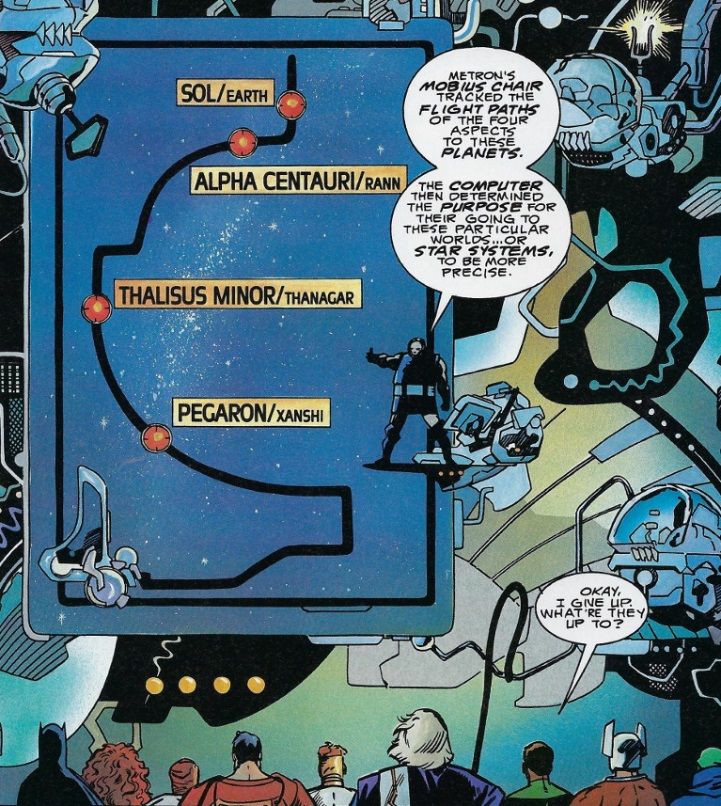 SOL/EARTH
ALPHA CENTAURI/RANN
THALISUS MINOR/THANAGAR
PEGARON/XANSHI
METRON'S
MOBIUS CHAIR
TRACKED THE
FLIGHT PATHS
OF THE FOUR
ASPECTS
TO THESE
PLANETS.
THE COMPUTER
THEN DETERMINED
THE PURPOSE FOR
THEIR GOING TO
THESE PARTICULAR
WORLDS...OR
STAR SYSTEMS,
TO BE MORE
PRECISE.
OKAY,
I GIVE UP.
WHAT'RE THEY
UP TO?